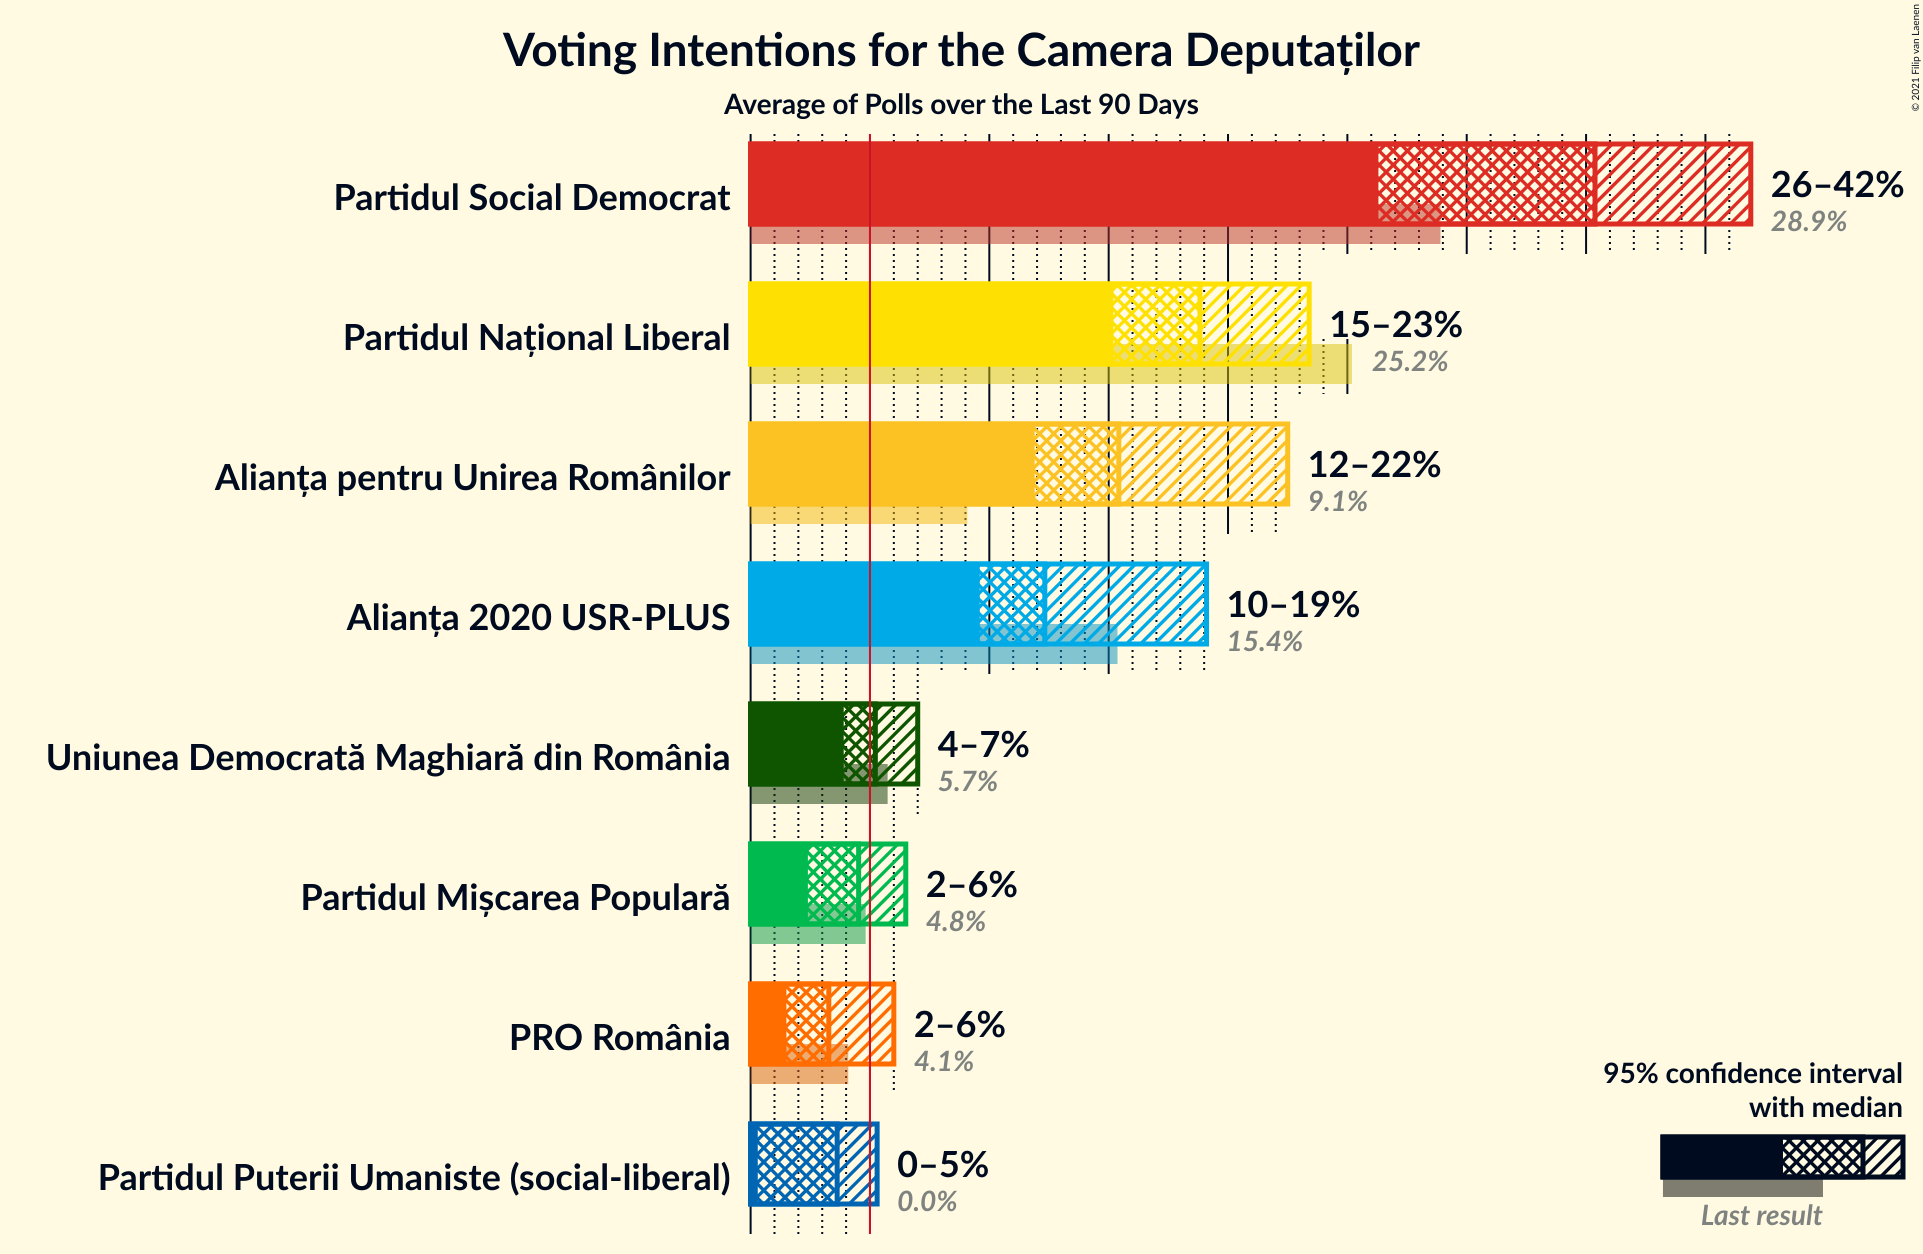 Voting Intentions for the Camera Deputaților
Average of Polls over the Last 90 Days
© 2021 Filip van Laenen
Partidul Social Democrat
26–42%
28.9%
Partidul Național Liberal
15–23%
25.2%
Alianța pentru Unirea Românilor
12–22%
9.1%
Alianța 2020 USR-PLUS
10–19%
15.4%
Uniunea Democrată Maghiară din România
4–7%
5.7%
Partidul Mișcarea Populară
2–6%
4.8%
PRO România
2–6%
4.1%
Partidul Puterii Umaniste (social-liberal)
0–5%
0.0%
95% confidence interval
with median
Last result